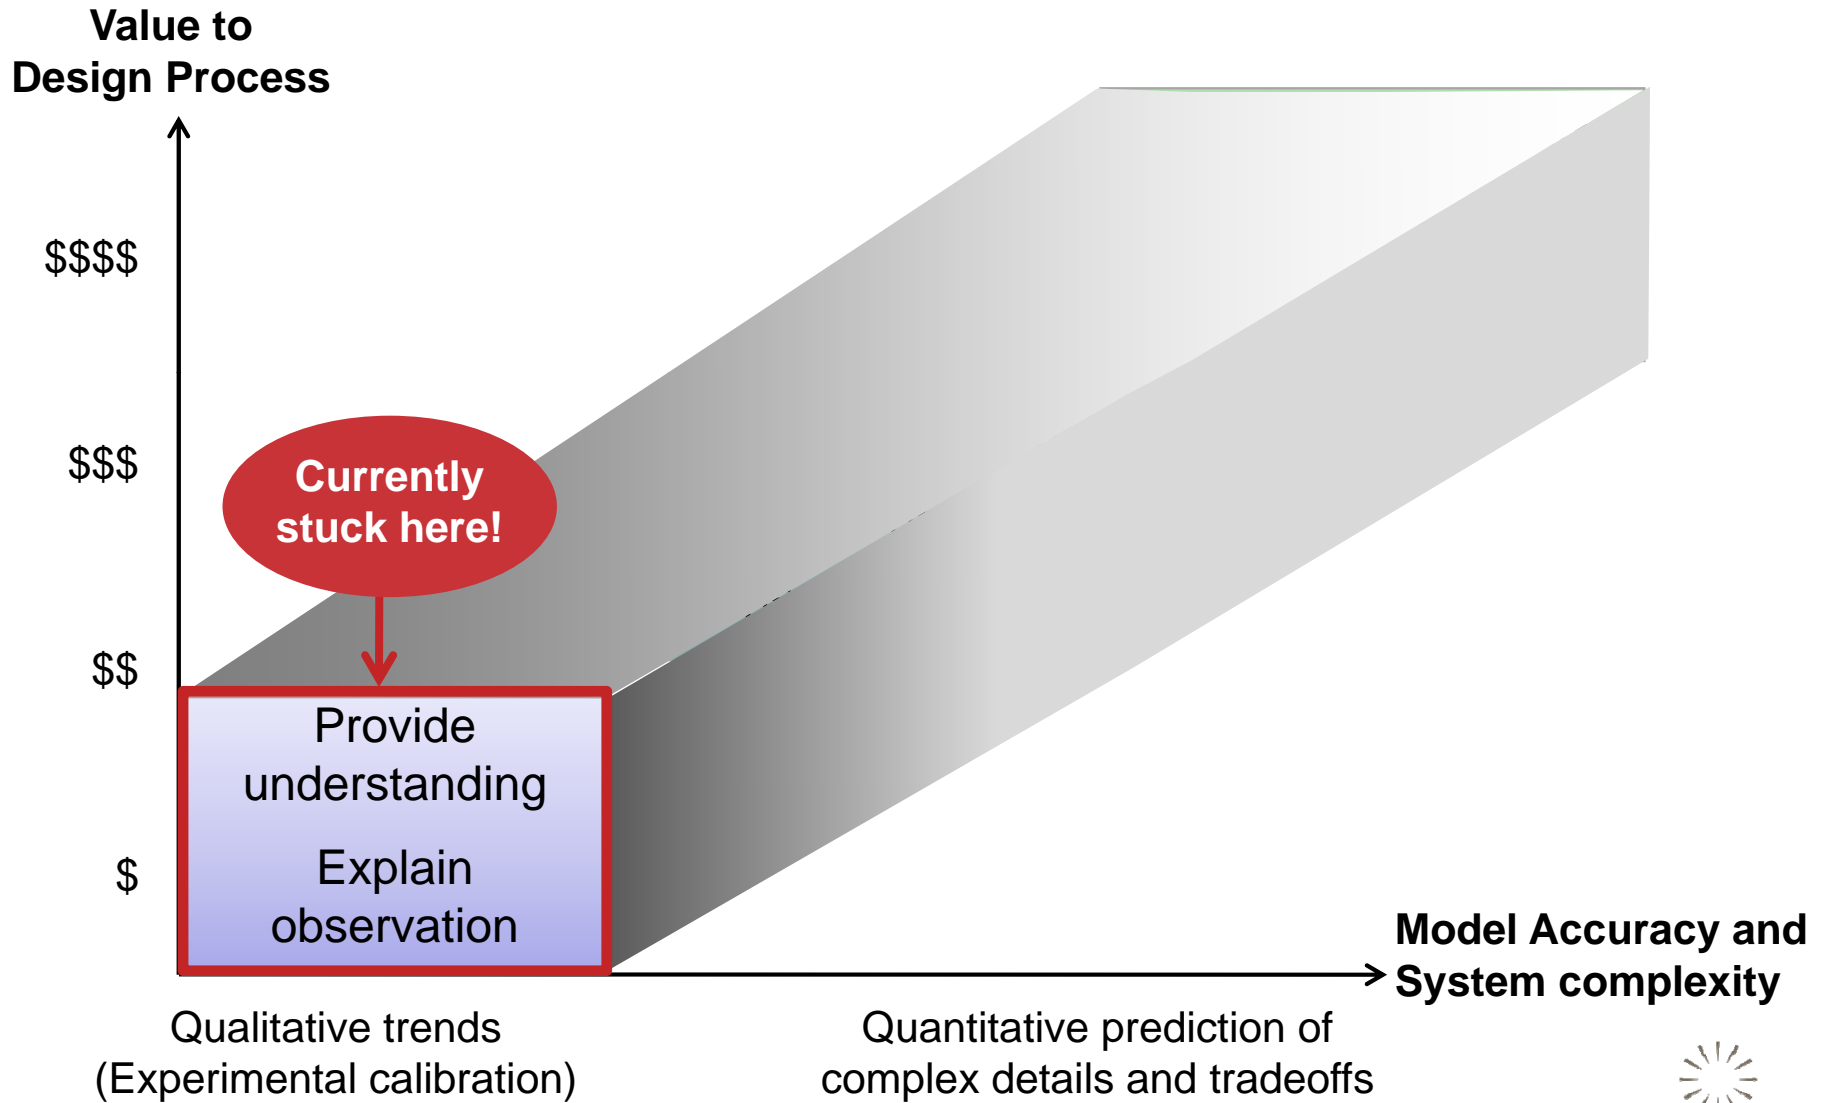 Value to
Design Process
$$$$
$$$
$$
$
Currently
stuck here!
Provide
understanding
Explain
observation
Model Accuracy and
System complexity
Qualitative trends
(Experimental calibration)
Quantitative prediction of
complex details and tradeoffs